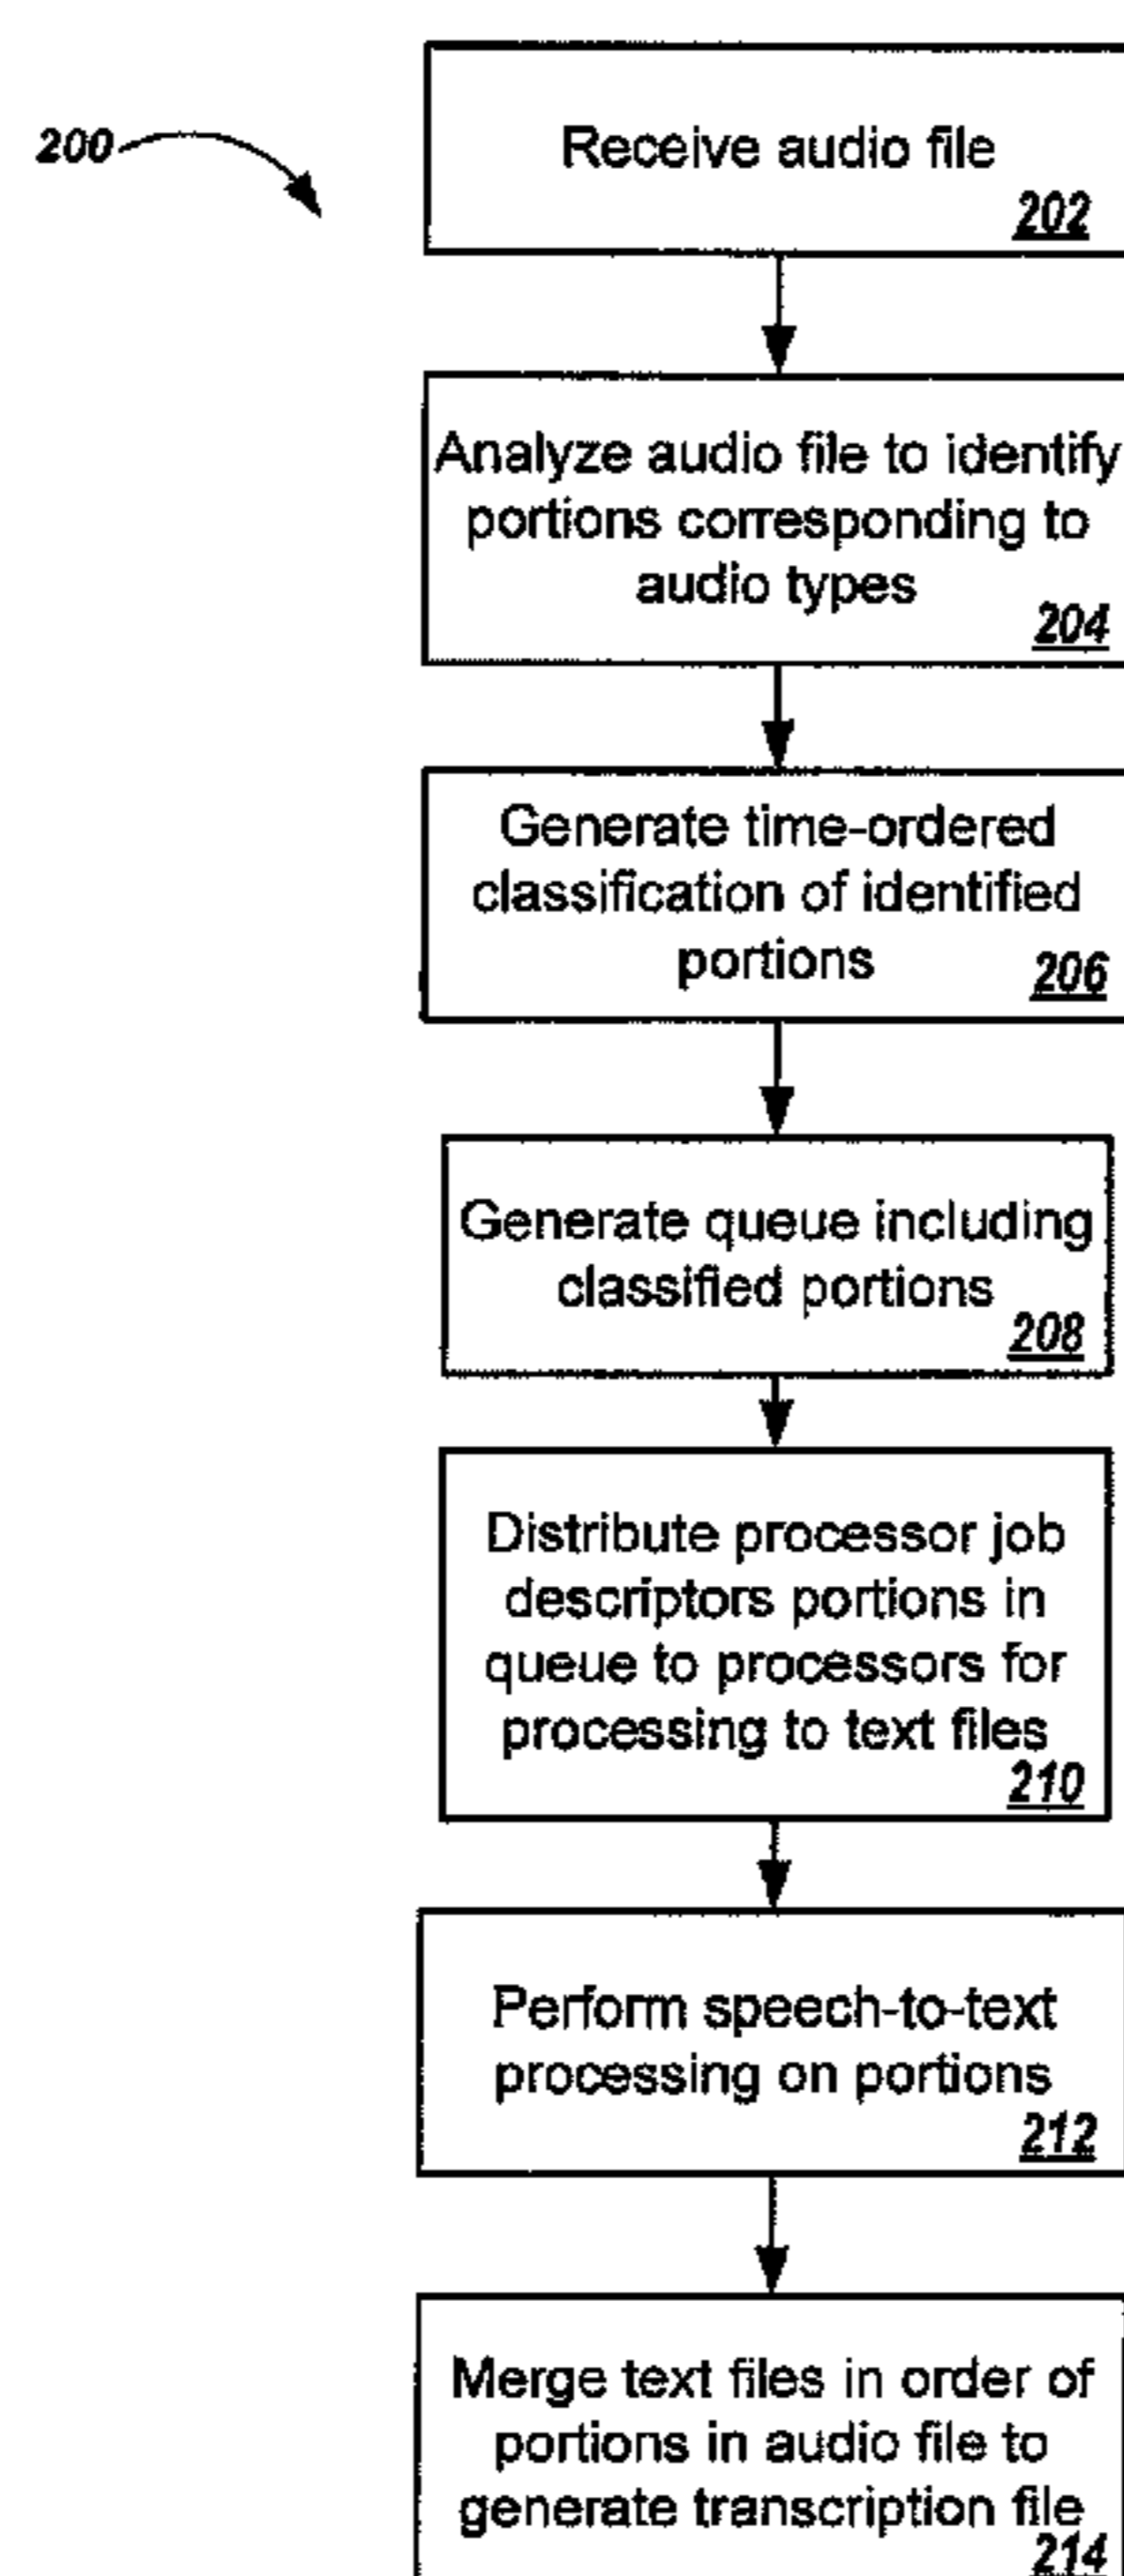 200
Receive audio file
202
Analyze audio file to identify
portions corresponding to
audio types
204
Generate time-ordered
classification of identified
portions
206
Generate queue including
classified portions
208
Distribute processor job
descriptors portions in
queue to processors for
processing to text files
210
Perform speech-to-text
processing on portions
212
Merge text files in order of
portions in audio file to
generate transcription file
214